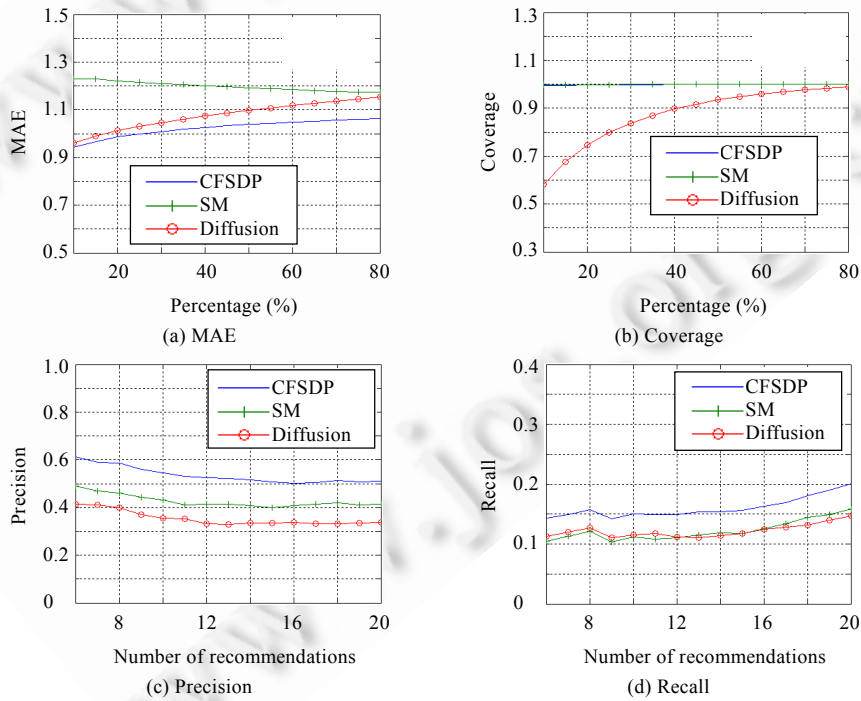 1.5
1.3
1.1
0.9
0.7
0.5
MAE
CFSDP
SM
Diffusion
20
40
60
80
Percentage (%)
(a) MAE
1.3
1.1
0.9
0.7
0.5
0.3
Coverage
CFSDP
SM
Diffusion
20
40
60
80
Percentage (%)
(b) Coverage
1.0
0.8
0.6
0.4
0.2
0
Precision
CFSDP
SM
Diffusion
8
12
16
20
Number of recommendations
(c) Precision
0.4
0.3
0.2
0.1
0
Recall
CFSDP
SM
Diffusion
8
12
16
20
Number of recommendations
(d) Recall